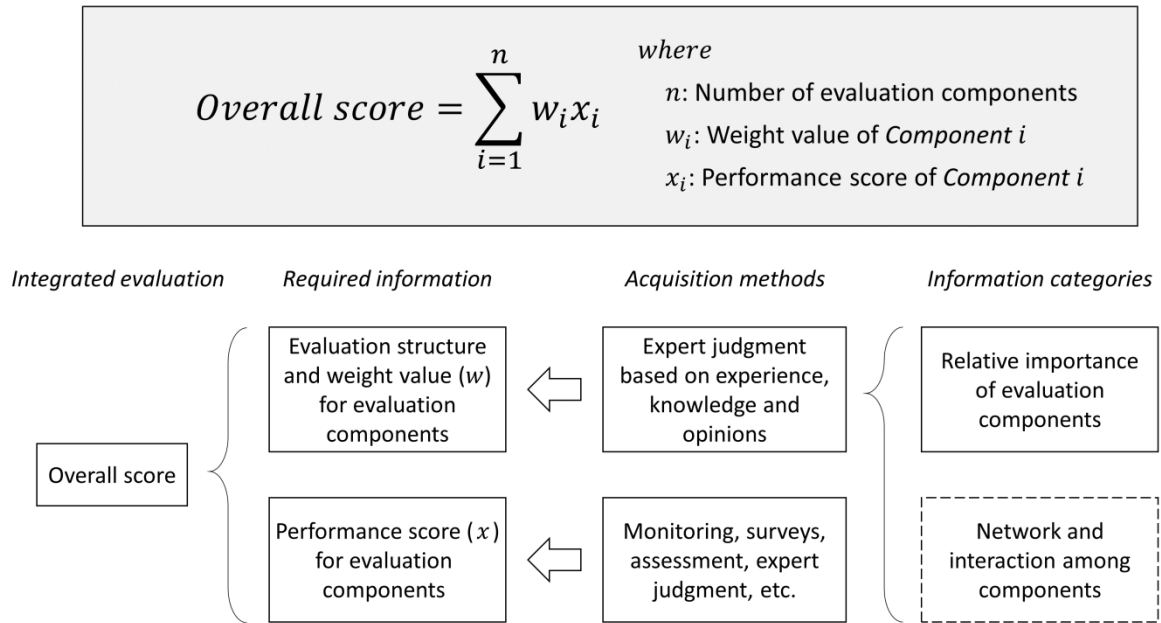 Overall score = \sum_{i=1}^{n} w_i x_i
where
n: Number of evaluation components
w_i: Weight value of Component i
x_i: Performance score of Component i
Integrated evaluation
Required information
Acquisition methods
Information categories
Overall score
Evaluation structure
and weight value (w)
for evaluation
components
Expert judgment
based on experience,
knowledge and
opinions
Relative importance
of evaluation
components
Performance score (x)
for evaluation
components
Monitoring, surveys,
assessment, expert
judgment, etc.
Network and
interaction among
components